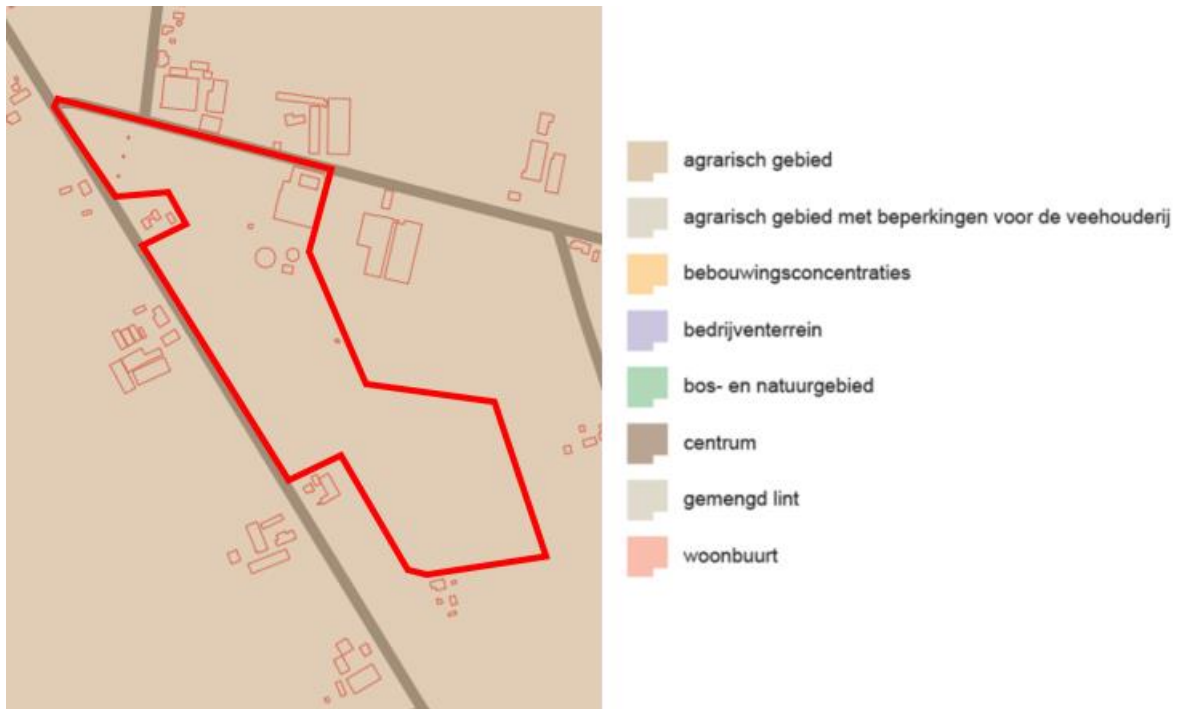 agrarisch gebied
agrarisch gebied met beperkingen voor de veehouderij
bebouwingsconcentraties
bedrijventerrein
bos- en natuurgebied
centrum
gemengd lint
woonbuurt